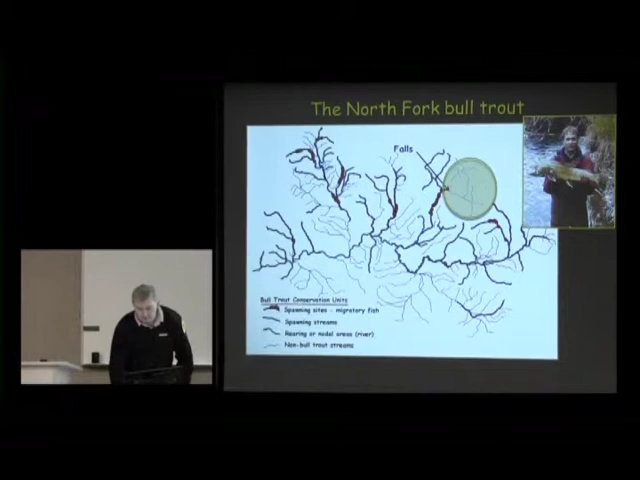 The North Fork bull trout
Falls
Bull Trout Conservation Units
Spawning sites - migratory fish
Spawning streams
Rearing or nodal areas (river)
Non-bull trout streams